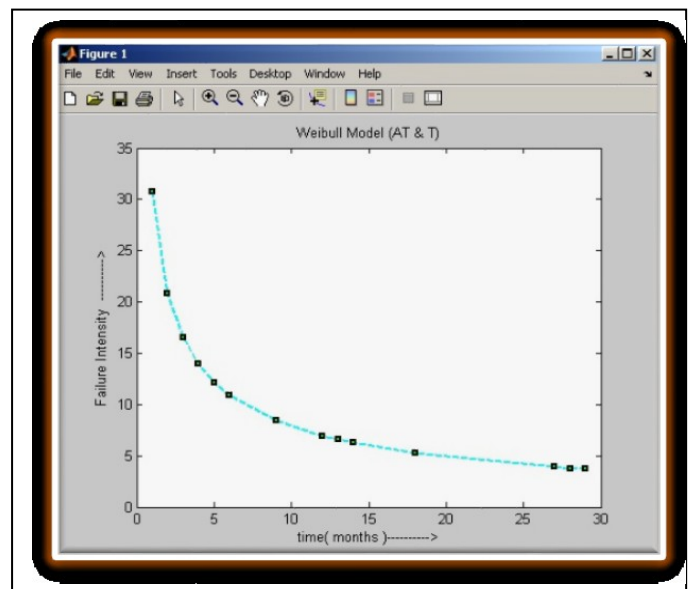 Figure 1
File Edit View Insert Tools Desktop Window Help
Weibull Model (AT & T)
35
30
25
20
15
10
5
0
Failure Intensity ---------->
0 5 10 15 20 25 30
time( months )---------->